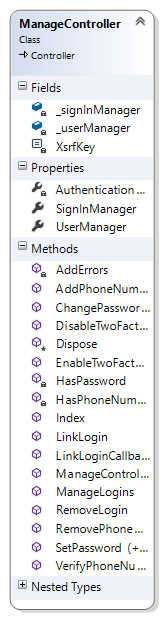 ManageController
Class
Controller
Fields
_signInManager
_userManager
XsrfKey
Properties
Authentication ...
SignInManager
UserManager
Methods
AddErrors
AddPhoneNum...
ChangePasswor...
DisableTwoFact...
Dispose
EnableTwoFact...
HasPassword
HasPhoneNum...
Index
LinkLogin
LinkLoginCallba...
ManageControl...
ManageLogins
RemoveLogin
RemovePhone ...
SetPassword (+...
VerifyPhoneNu...
Nested Types